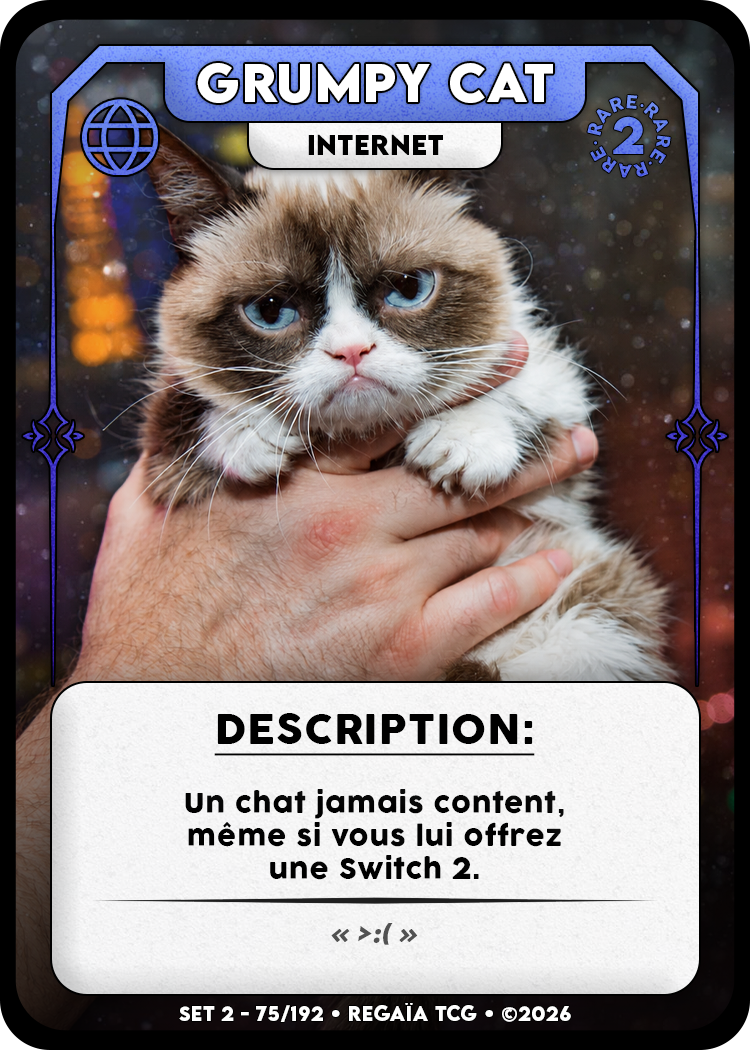 GRUMPY CAT
INTERNET
RARE·RARE·RARE·RARE·
2
DESCRIPTION:
Un chat jamais content,
même si vous lui offrez
une Switch 2.
« >:( »
SET 2 - 75/192 • REGAÏA TCG • ©2026